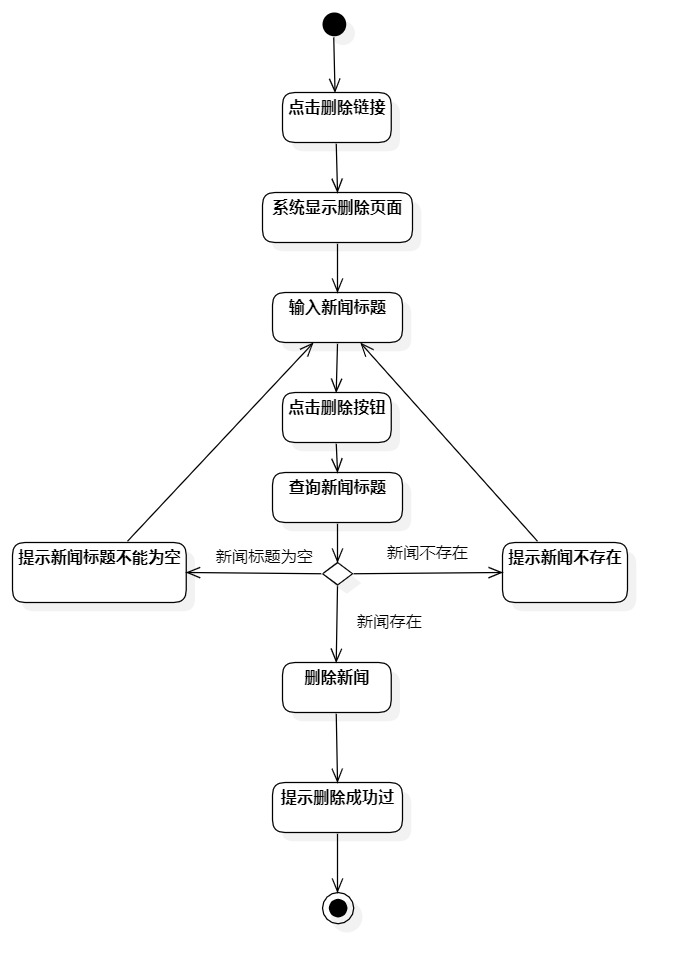 点击删除链接
系统显示删除页面
输入新闻标题
点击删除按钮
查询新闻标题
提示新闻标题不能为空
新闻标题为空
新闻不存在
提示新闻不存在
新闻存在
删除新闻
提示删除成功过